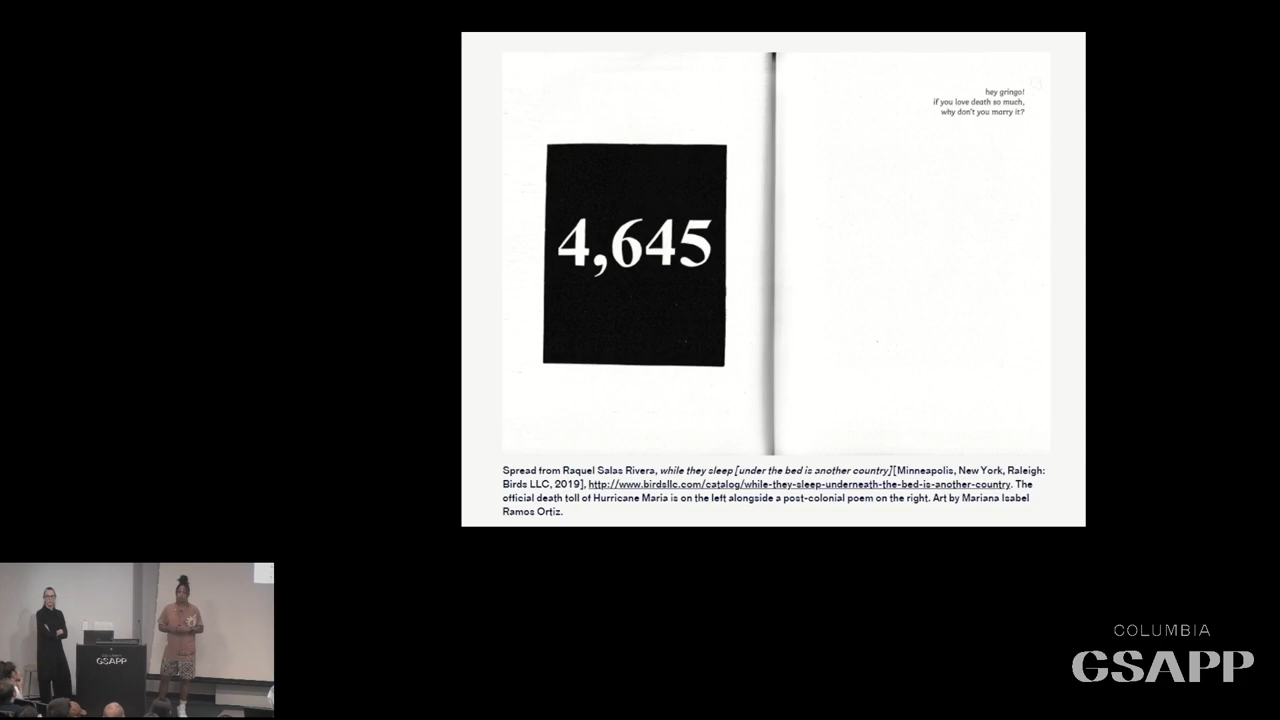 hey gringo!
if you love death so much,
why don't you marry it?
4,645
Spread from Raquel Salas Rivera, while they sleep [under the bed is another country] [Minneapolis, New York, Raleigh:
Birds LLC, 2019], http://www.birdsllc.com/catalog/while-they-sleep-underneath-the-bed-is-another-country. The
official death toll of Hurricane Maria is on the left alongside a post-colonial poem on the right. Art by Mariana Isabel
Ramos Ortiz.
GSAPP
COLUMBIA
GSAPP